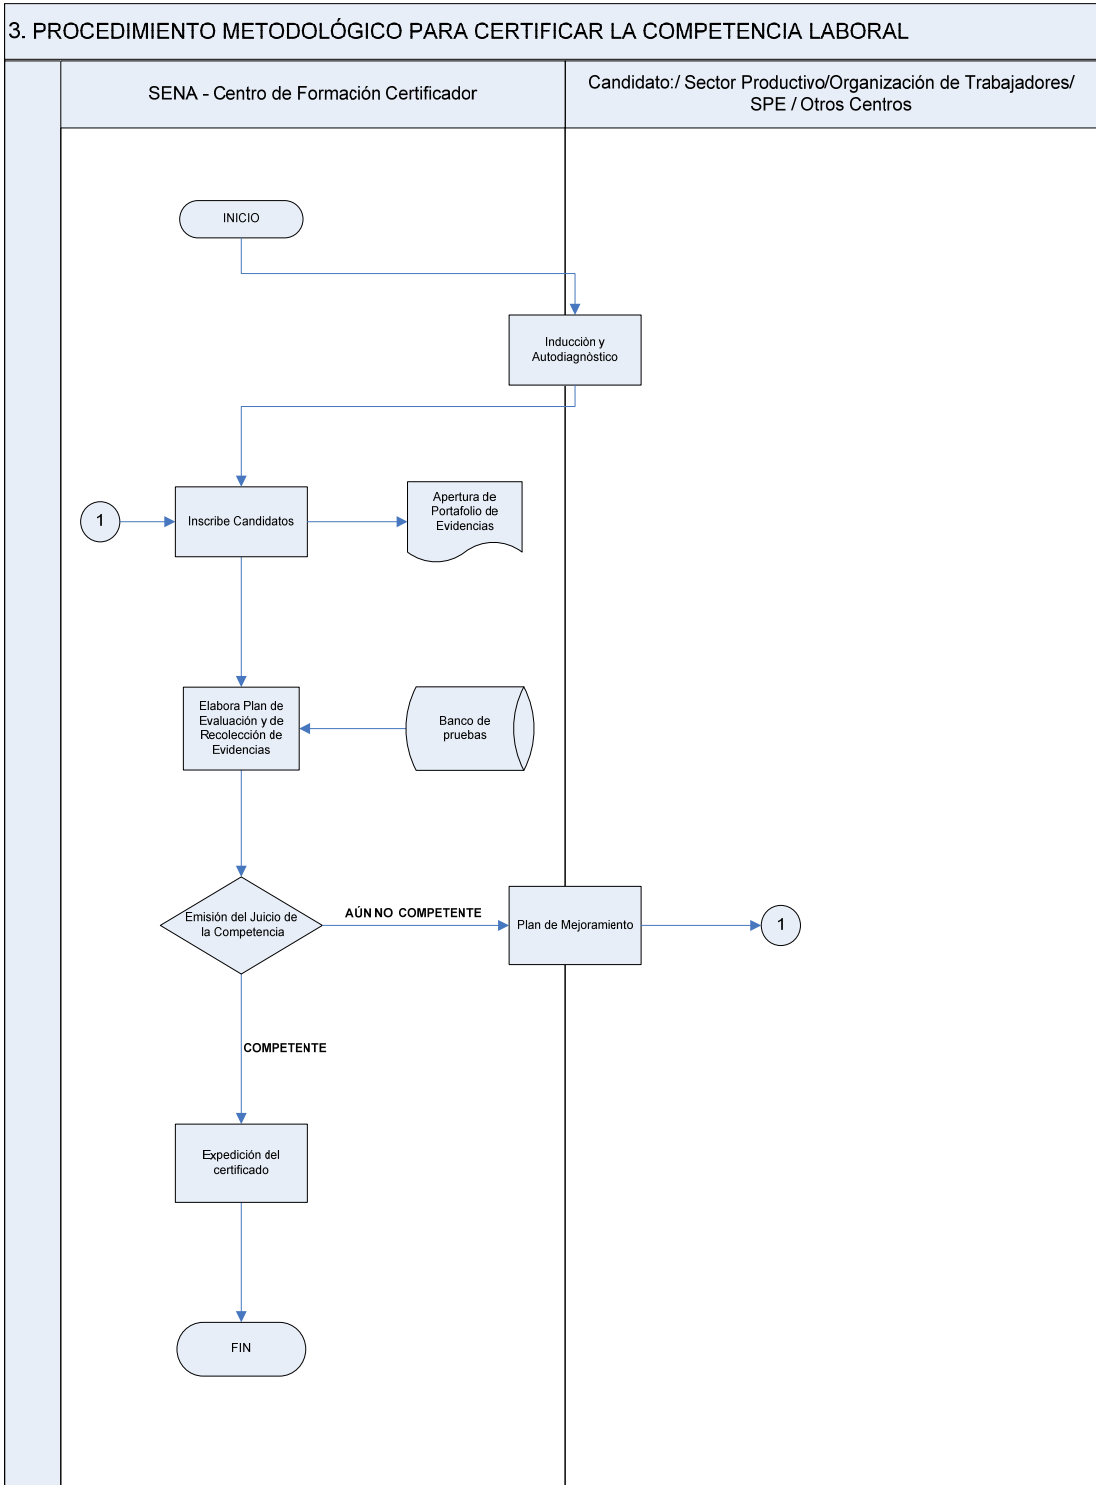 3. PROCEDIMIENTO METODOLÓGICO PARA CERTIFICAR LA COMPETENCIA LABORAL
SENA - Centro de Formación Certificador
Candidato:/ Sector Productivo/Organización de Trabajadores/
SPE / Otros Centros
INICIO
Inducción y
Autodiagnóstico
1
Inscribe Candidatos
Apertura de
Portafolio de
Evidencias
Elabora Plan de
Evaluación y de
Recolección de
Evidencias
Banco de
pruebas
Emisión del Juicio de
la Competencia
AÚN NO COMPETENTE
Plan de Mejoramiento
1
COMPETENTE
Expedición del
certificado
FIN